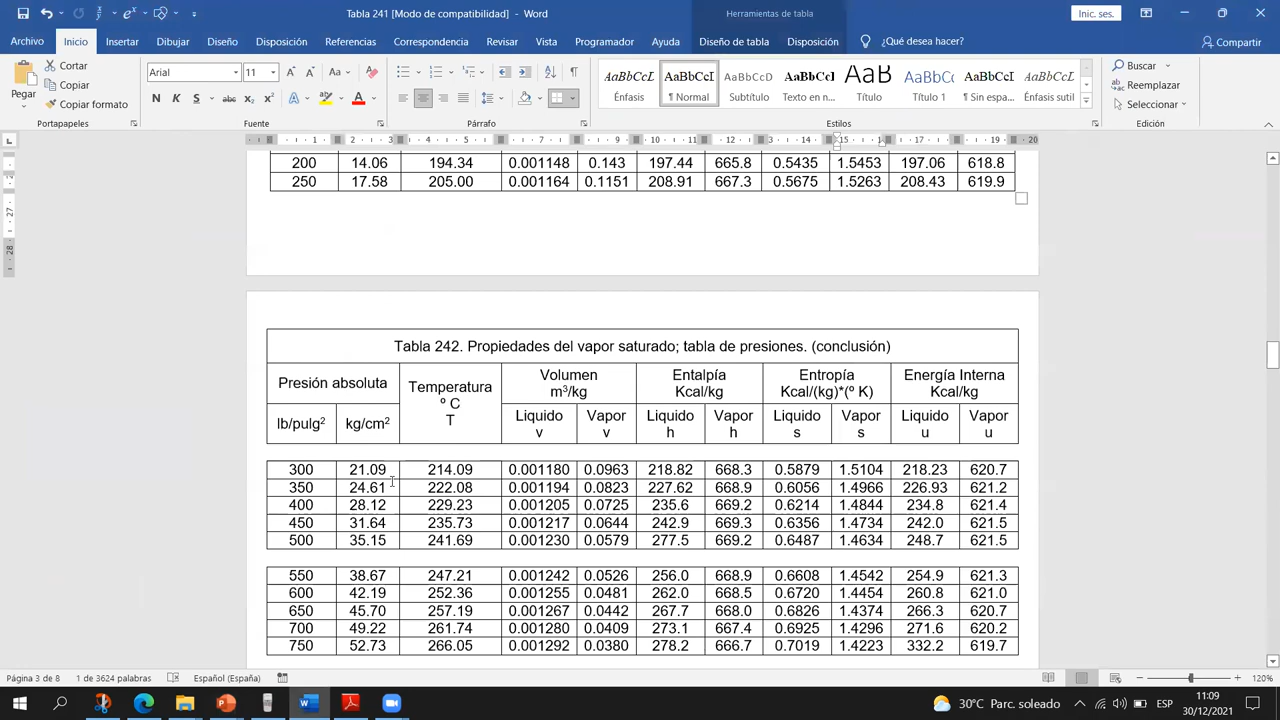 Tabla 241 [Modo de compatibilidad] - Word
Herramientas de tabla
Inic. ses.
Archivo Inicio Insertar Dibujar Diseño Disposición Referencias Correspondencia Revisar Vista Programador Ayuda Diseño de tabla Disposición ¿Qué desea hacer? Compartir
Pegar
Cortar
Copiar
Copiar formato
Portapapeles
Arial 11
Aa
N K S abc x₂ x²
Fuente
Párrafo
AaBbCcL AaBbCcI AaBbCcD AaBbCcI AaB AaBbCcI AaBbCcD AaBbCcL
Énfasis ¶ Normal Subtítulo Texto en n... Título Título 1 ¶ Sin espa... Énfasis sutil
Estilos
Buscar
Reemplazar
Seleccionar
Edición
200 14.06 194.34 0.001148 0.143 197.44 665.8 0.5435 1.5453 197.06 618.8
250 17.58 205.00 0.001164 0.1151 208.91 667.3 0.5675 1.5263 208.43 619.9
Tabla 242. Propiedades del vapor saturado; tabla de presiones. (conclusión)
Presión absoluta Temperatura º C T Volumen m³/kg Entalpía Kcal/kg Entropía Kcal/(kg)*(º K) Energía Interna Kcal/kg
lb/pulg² kg/cm² Liquido v Vapor v Liquido h Vapor h Liquido s Vapor s Liquido u Vapor u
300 21.09 214.09 0.001180 0.0963 218.82 668.3 0.5879 1.5104 218.23 620.7
350 24.61 222.08 0.001194 0.0823 227.62 668.9 0.6056 1.4966 226.93 621.2
400 28.12 229.23 0.001205 0.0725 235.6 669.2 0.6214 1.4844 234.8 621.4
450 31.64 235.73 0.001217 0.0644 242.9 669.3 0.6356 1.4734 242.0 621.5
500 35.15 241.69 0.001230 0.0579 277.5 669.2 0.6487 1.4634 248.7 621.5
550 38.67 247.21 0.001242 0.0526 256.0 668.9 0.6608 1.4542 254.9 621.3
600 42.19 252.36 0.001255 0.0481 262.0 668.5 0.6720 1.4454 260.8 621.0
650 45.70 257.19 0.001267 0.0442 267.7 668.0 0.6826 1.4374 266.3 620.7
700 49.22 261.74 0.001280 0.0409 273.1 667.4 0.6925 1.4296 271.6 620.2
750 52.73 266.05 0.001292 0.0380 278.2 666.7 0.7019 1.4223 332.2 619.7
Página 3 de 8 1 de 3624 palabras Español (España) 120%
30°C Parc. soleado ESP 11:09
30/12/2021